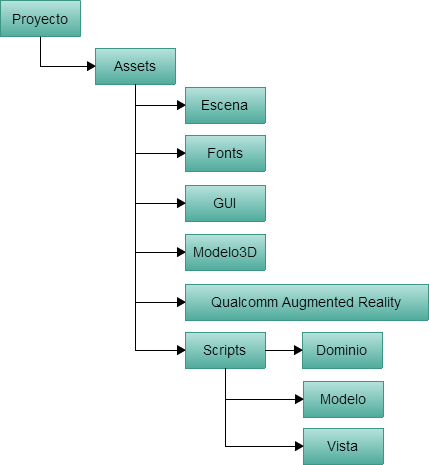 Proyecto
Assets
Escena
Fonts
GUI
Modelo3D
Qualcomm Augmented Reality
Scripts
Dominio
Modelo
Vista